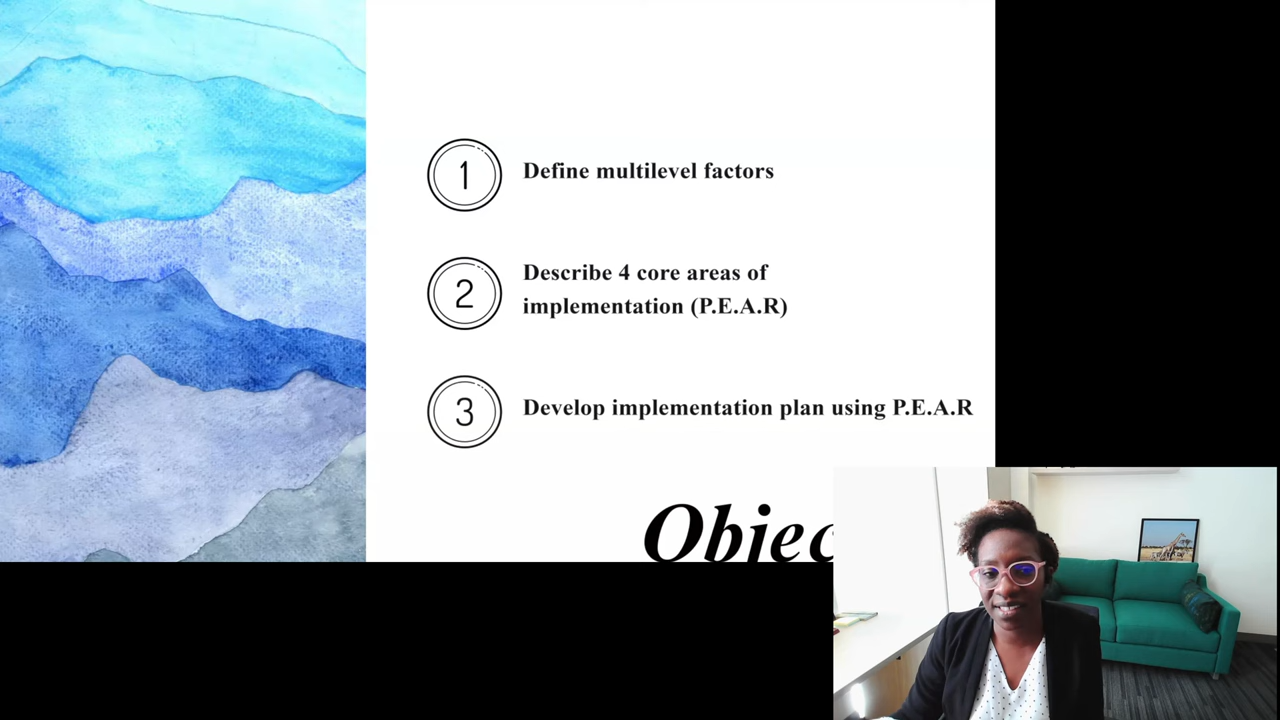 1
Define multilevel factors
2
Describe 4 core areas of
implementation (P.E.A.R)
3
Develop implementation plan using P.E.A.R
Objec